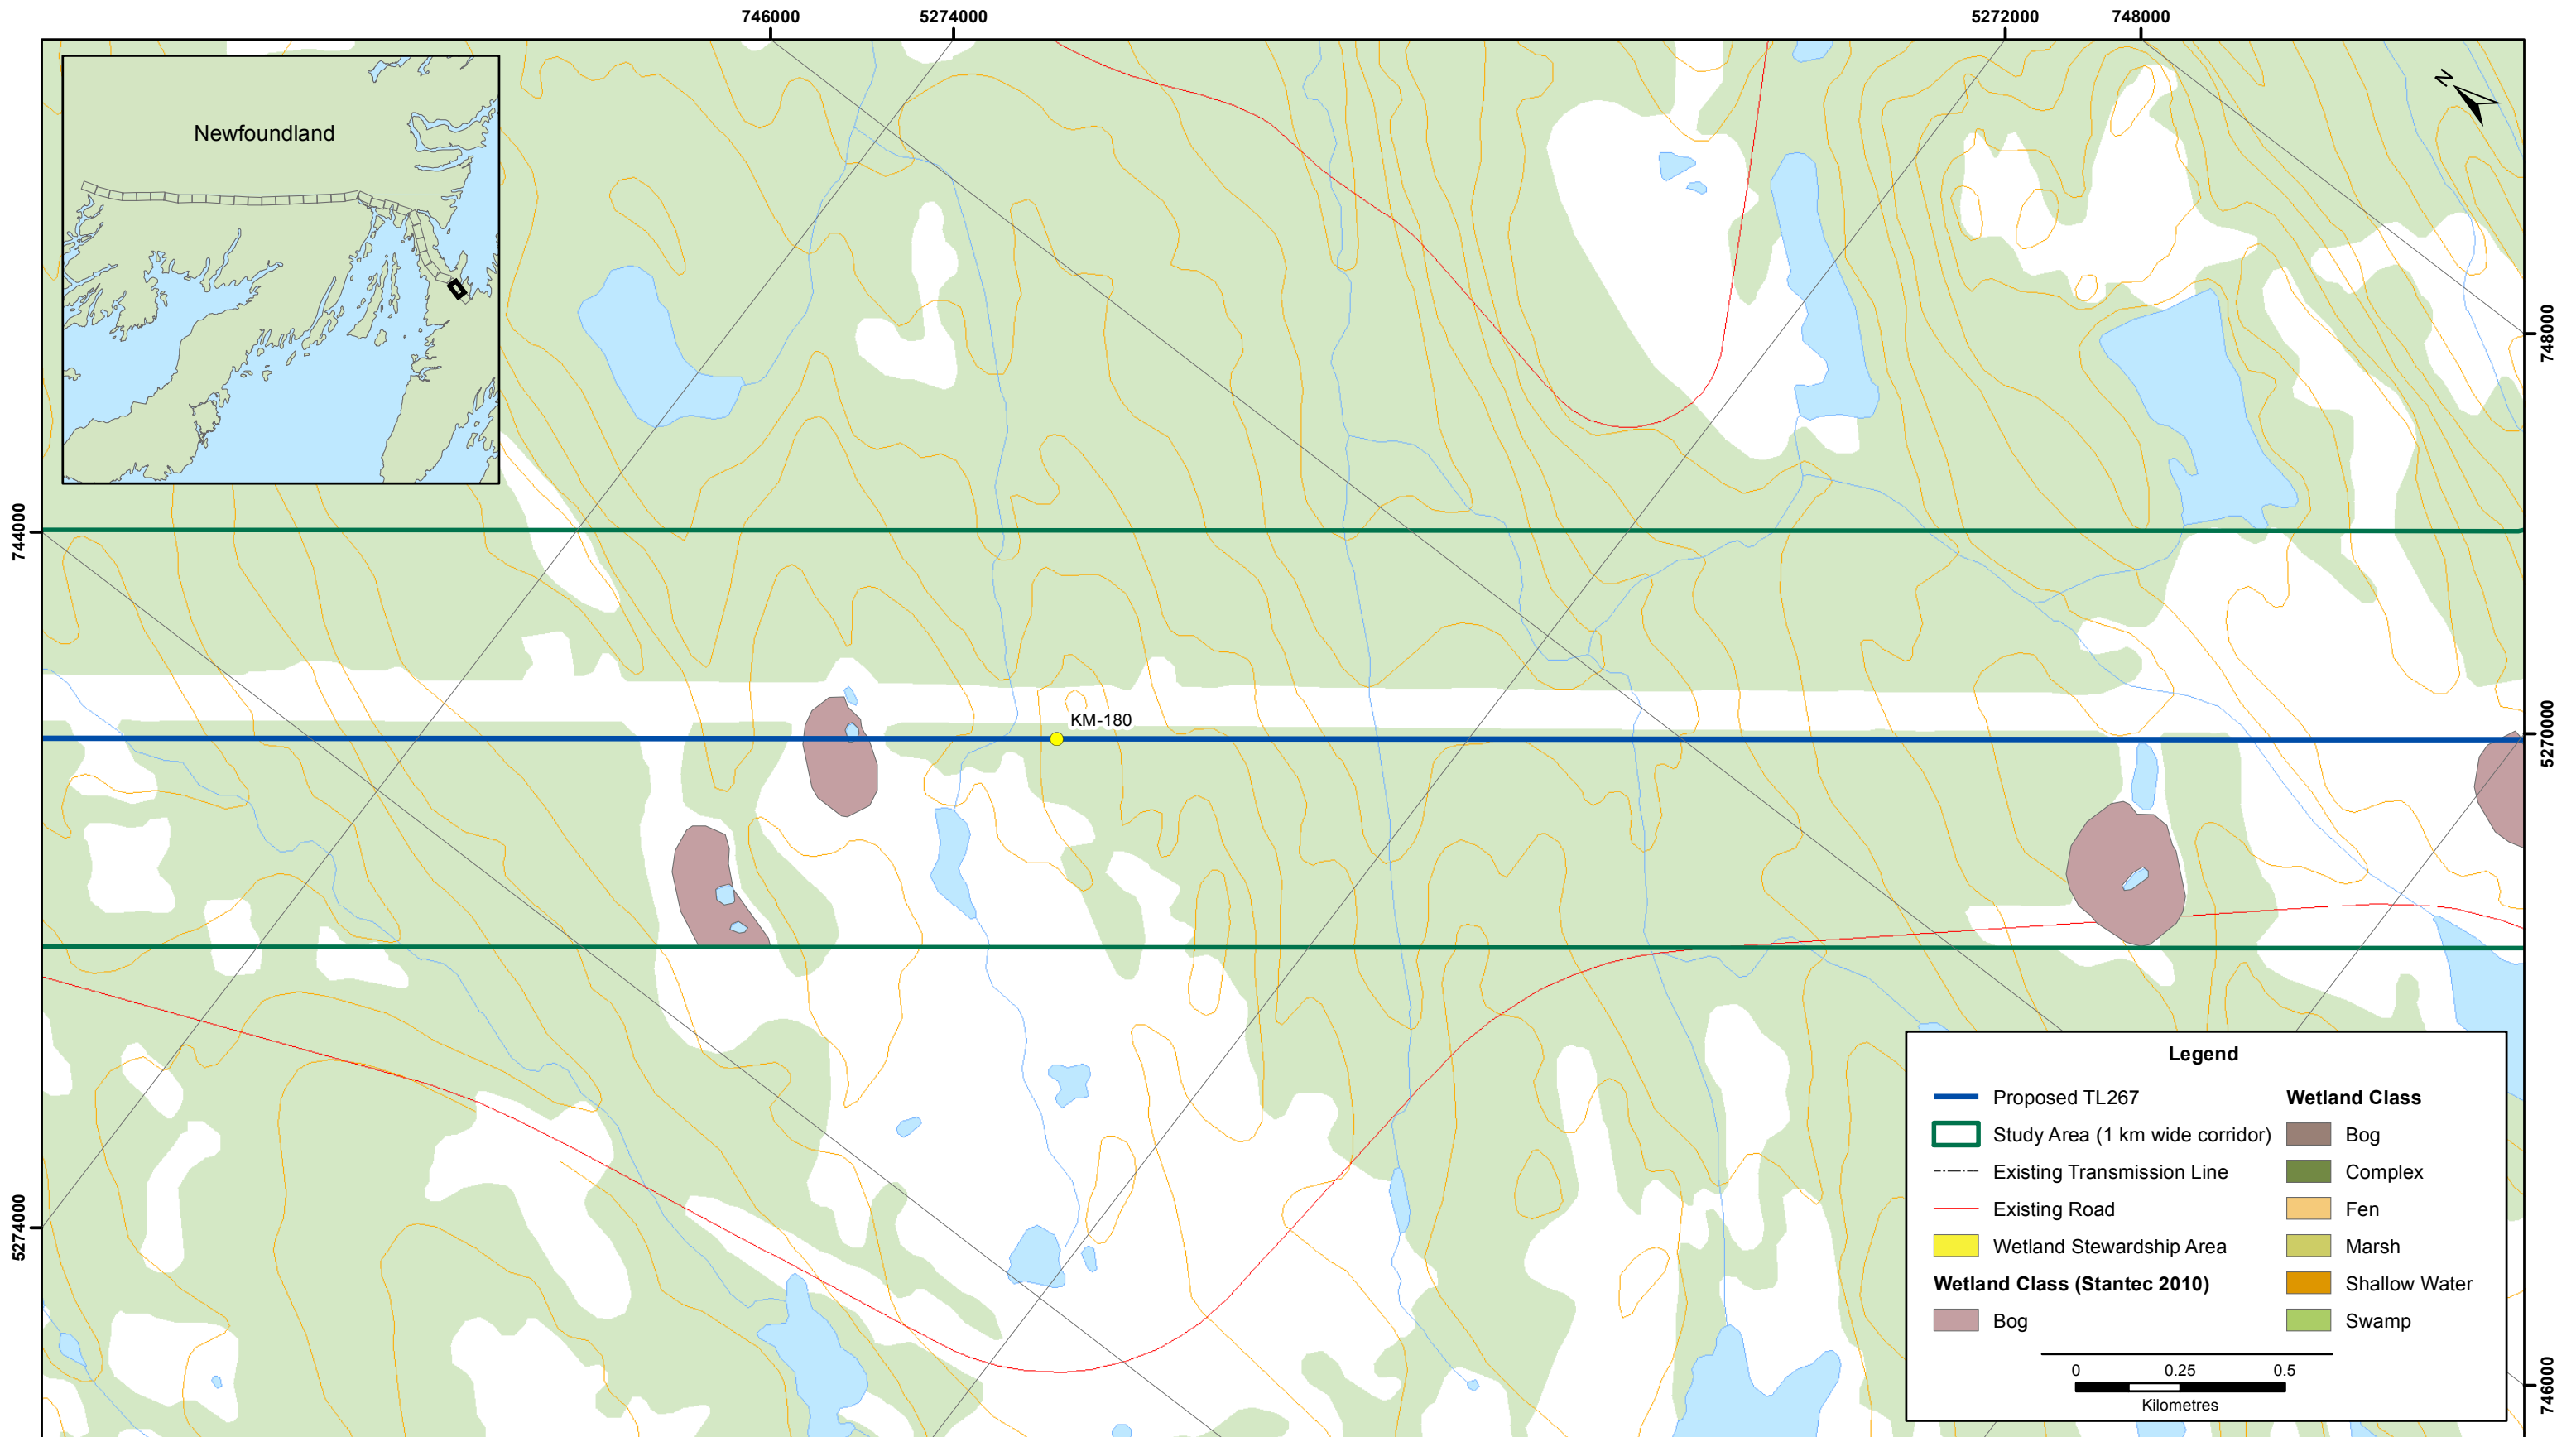 746000
5274000
5272000
748000
N
Newfoundland
748000
744000
KM-180
5270000
Legend
Proposed TL267
Study Area (1 km wide corridor)
Existing Transmission Line
Existing Road
Wetland Stewardship Area
Wetland Class (Stantec 2010)
Bog
Wetland Class
Bog
Complex
Fen
Marsh
Shallow Water
Swamp
0 0.25 0.5
Kilometres
5274000
746000